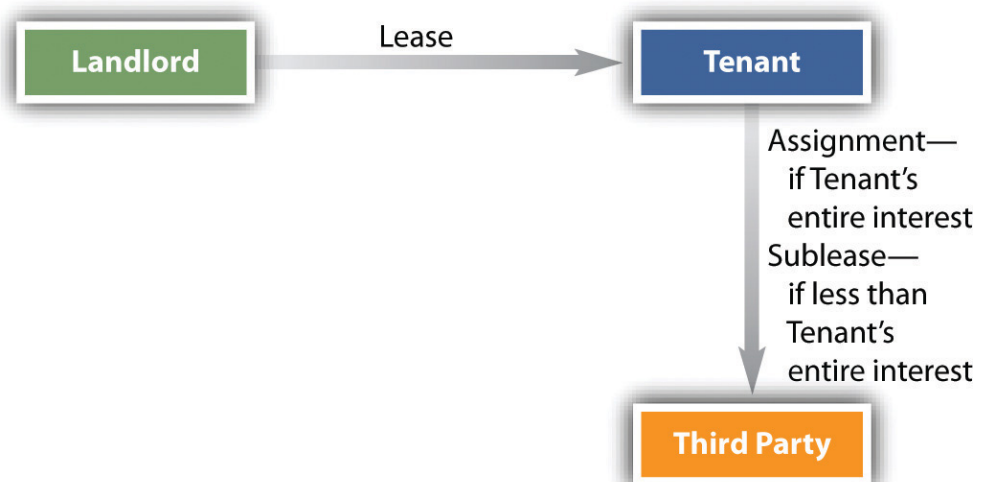 Landlord
Lease
Tenant
Assignment—
if Tenant's
entire interest
Sublease—
if less than
Tenant's
entire interest
Third Party